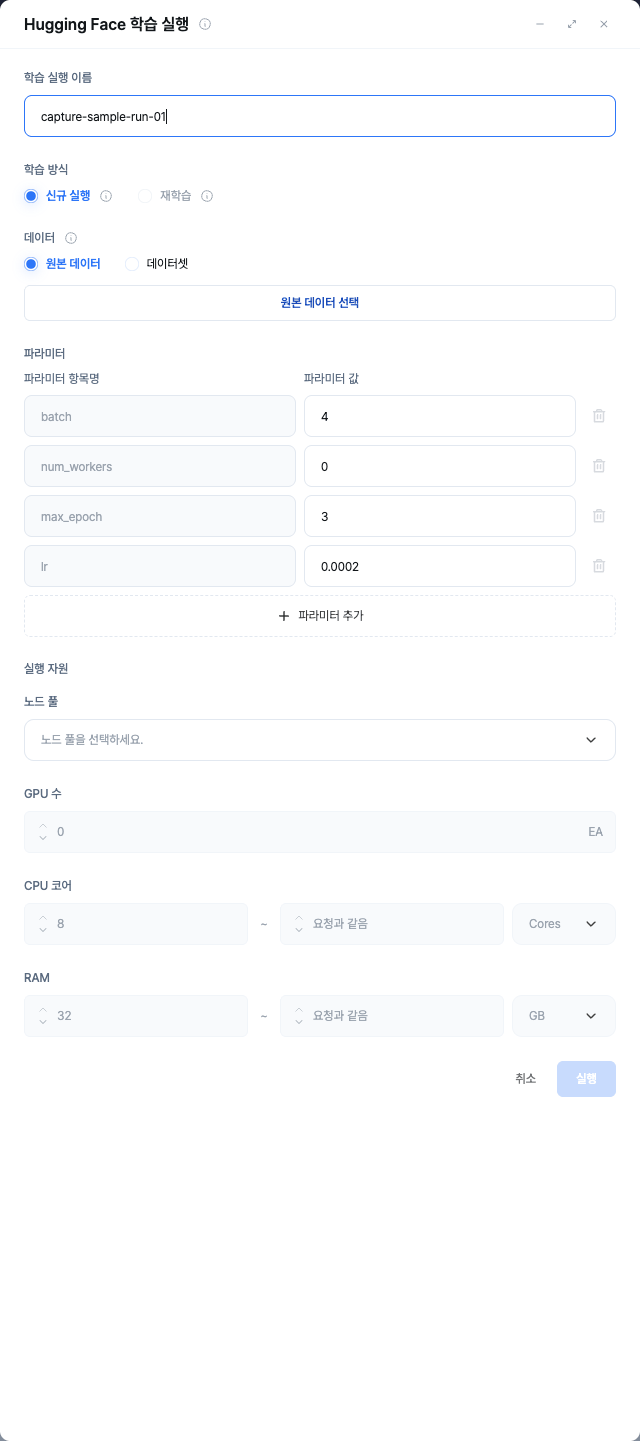 Hugging Face 학습 실행
학습 실행 이름
capture-sample-run-01
학습 방식
신규 실행 재학습
데이터
원본 데이터 데이터셋
원본 데이터 선택
파라미터
파라미터 항목명 파라미터 값
batch 4
num_workers 0
max_epoch 3
lr 0.0002
+ 파라미터 추가
실행 자원
노드 풀
노드 풀을 선택하세요.
GPU 수
0 EA
CPU 코어
8 ~ 요청과 같음 Cores
RAM
32 ~ 요청과 같음 GB
취소 실행